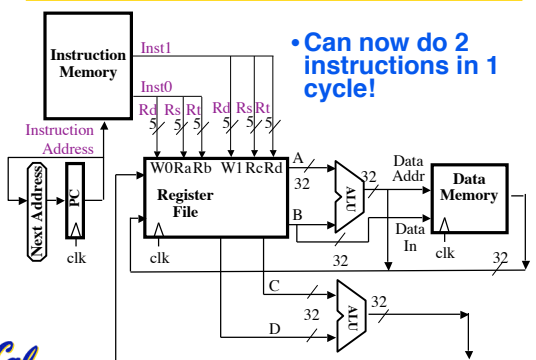 • Can now do 2
instructions in 1
cycle!
Instruction
Memory
Inst1
Inst0
Rd Rs Rt
5 5 5
Rd Rs Rt
5 5 5
Instruction
Address
Next Address
PC
clk
W0RaRb W1RcRd
Register
File
clk
A
32
B
ALU
32
Data
Addr
Data
Memory
Data
In
clk
32
32
C
32
D
ALU
32
Cal